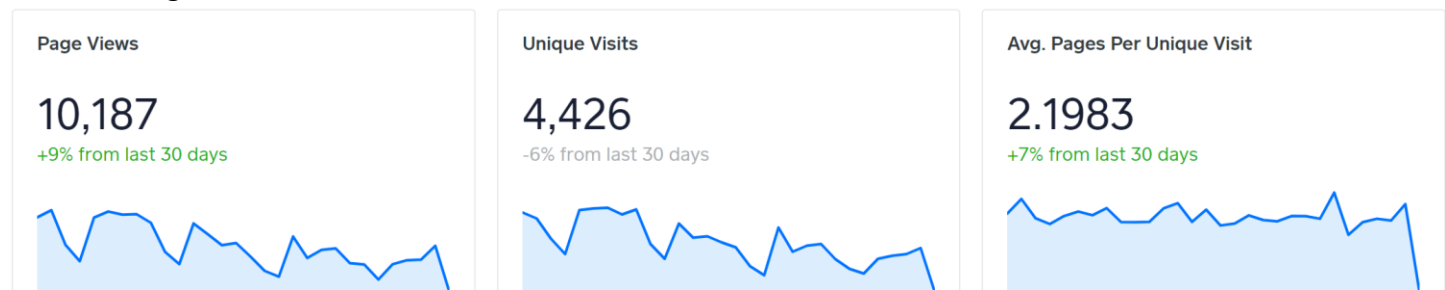 Page Views
10,187
+9% from last 30 days
Unique Visits
4,426
-6% from last 30 days
Avg. Pages Per Unique Visit
2.1983
+7% from last 30 days